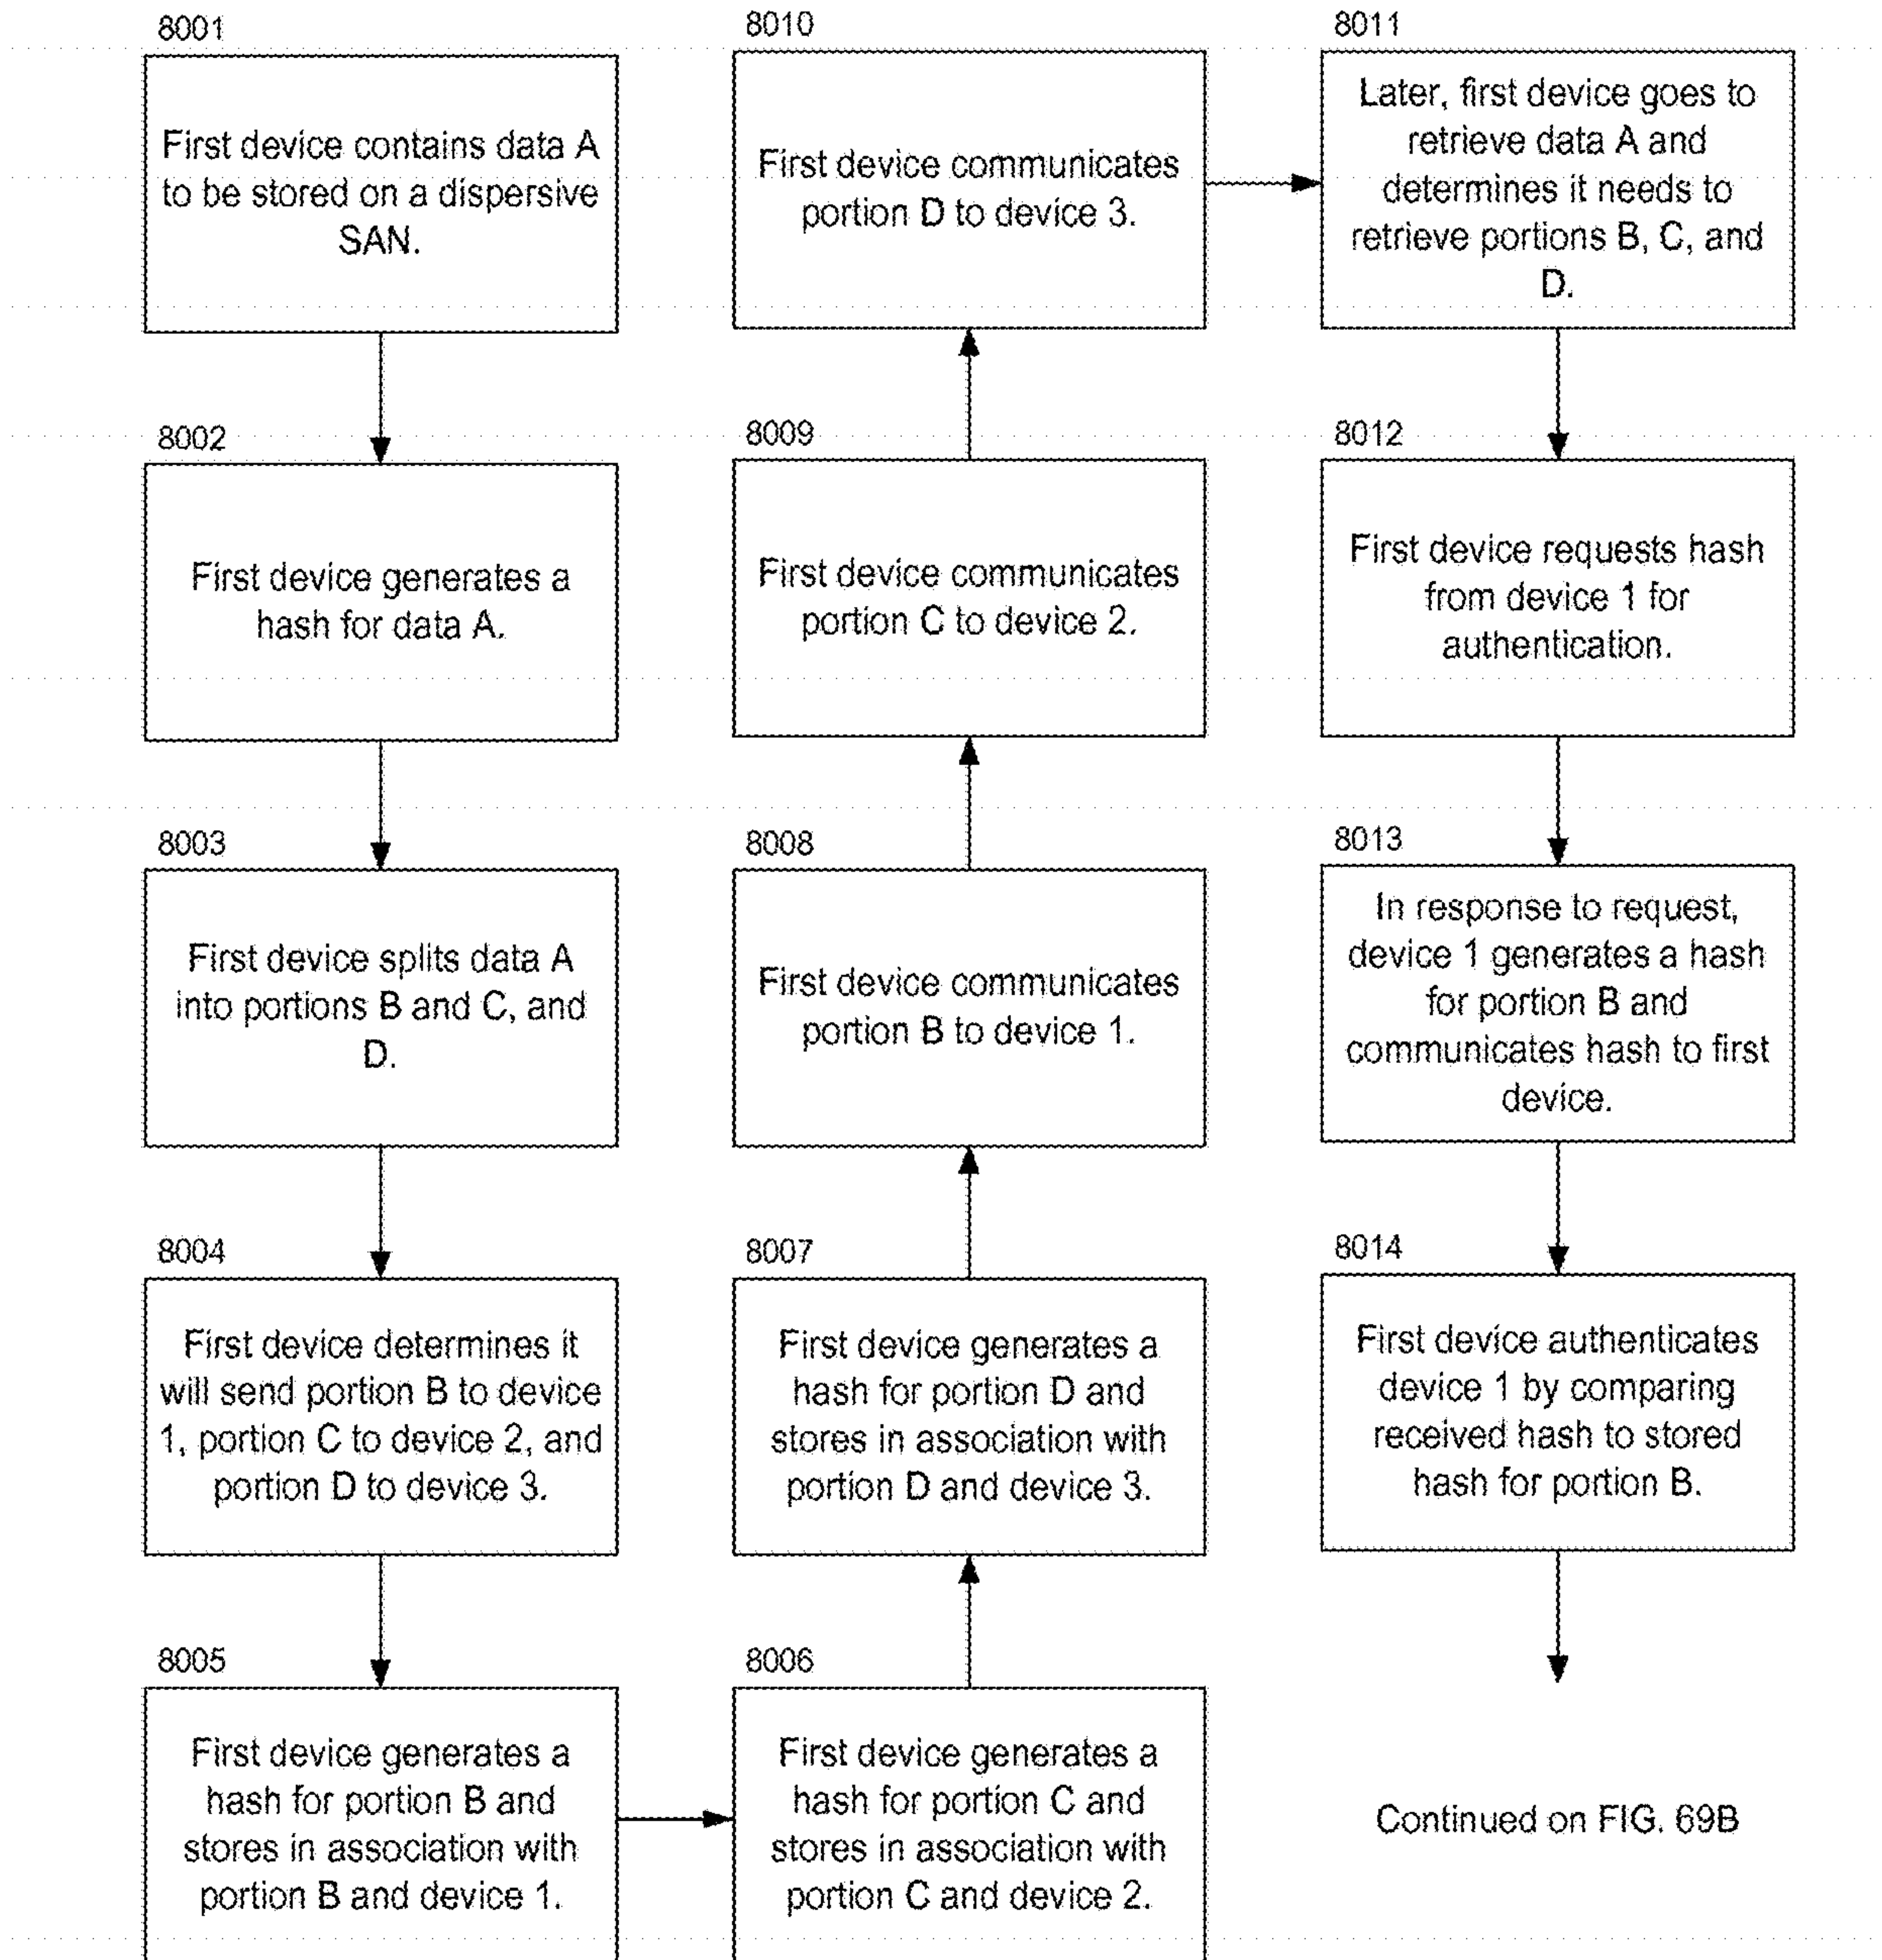 8001
First device contains data A
to be stored on a dispersive
SAN.
8002
First device generates a
hash for data A.
8003
First device splits data A
into portions B and C, and
D.
8004
First device determines it
will send portion B to device
1, portion C to device 2, and
portion D to device 3.
8005
First device generates a
hash for portion B and
stores in association with
portion B and device 1.
8006
First device generates a
hash for portion C and
stores in association with
portion C and device 2.
8007
First device generates a
hash for portion D and
stores in association with
portion D and device 3.
8008
First device communicates
portion B to device 1.
8009
First device communicates
portion C to device 2.
8010
First device communicates
portion D to device 3.
8011
Later, first device goes to
retrieve data A and
determines it needs to
retrieve portions B, C, and
D.
8012
First device requests hash
from device 1 for
authentication.
8013
In response to request,
device 1 generates a hash
for portion B and
communicates hash to first
device.
8014
First device authenticates
device 1 by comparing
received hash to stored
hash for portion B.
Continued on FIG. 69B